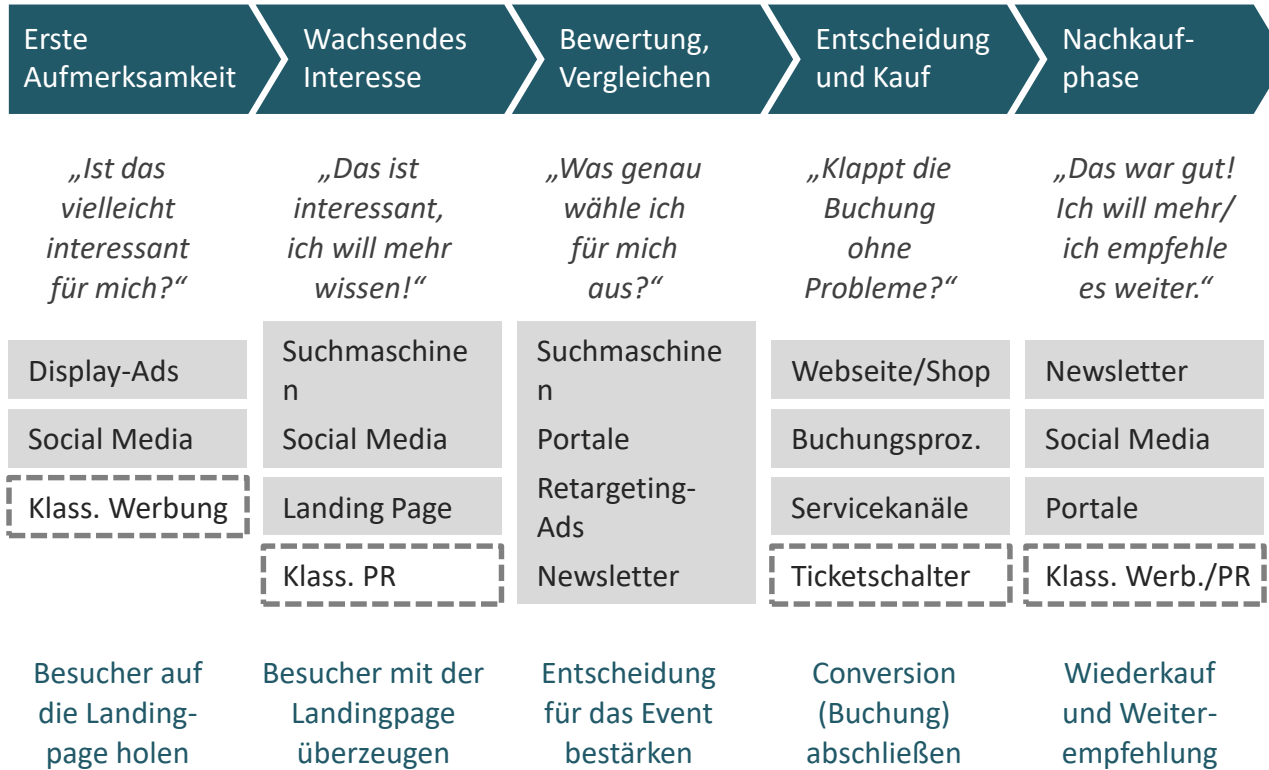 Erste
Aufmerksamkeit
Wachsendes
Interesse
Bewertung,
Vergleichen
Entscheidung
und Kauf
Nachkauf-
phase
„Ist das
vielleicht
interessant
für mich?“
„Das ist
interessant,
ich will mehr
wissen!“
„Was genau
wähle ich
für mich
aus?“
„Klappt die
Buchung
ohne
Probleme?“
„Das war gut!
Ich will mehr/
ich empfehle
es weiter.“
Display-Ads
Social Media
Klass. Werbung
Suchmaschine
n
Social Media
Landing Page
Klass. PR
Suchmaschine
n
Portale
Retargeting-
Ads
Newsletter
Webseite/Shop
Buchungsproz.
Servicekanäle
Ticketschalter
Newsletter
Social Media
Portale
Klass. Werb./PR
Besucher auf
die Landing-
page holen
Besucher mit der
Landingpage
überzeugen
Entscheidung
für das Event
bestärken
Conversion
(Buchung)
abschließen
Wiederkauf
und Weiter-
empfehlung